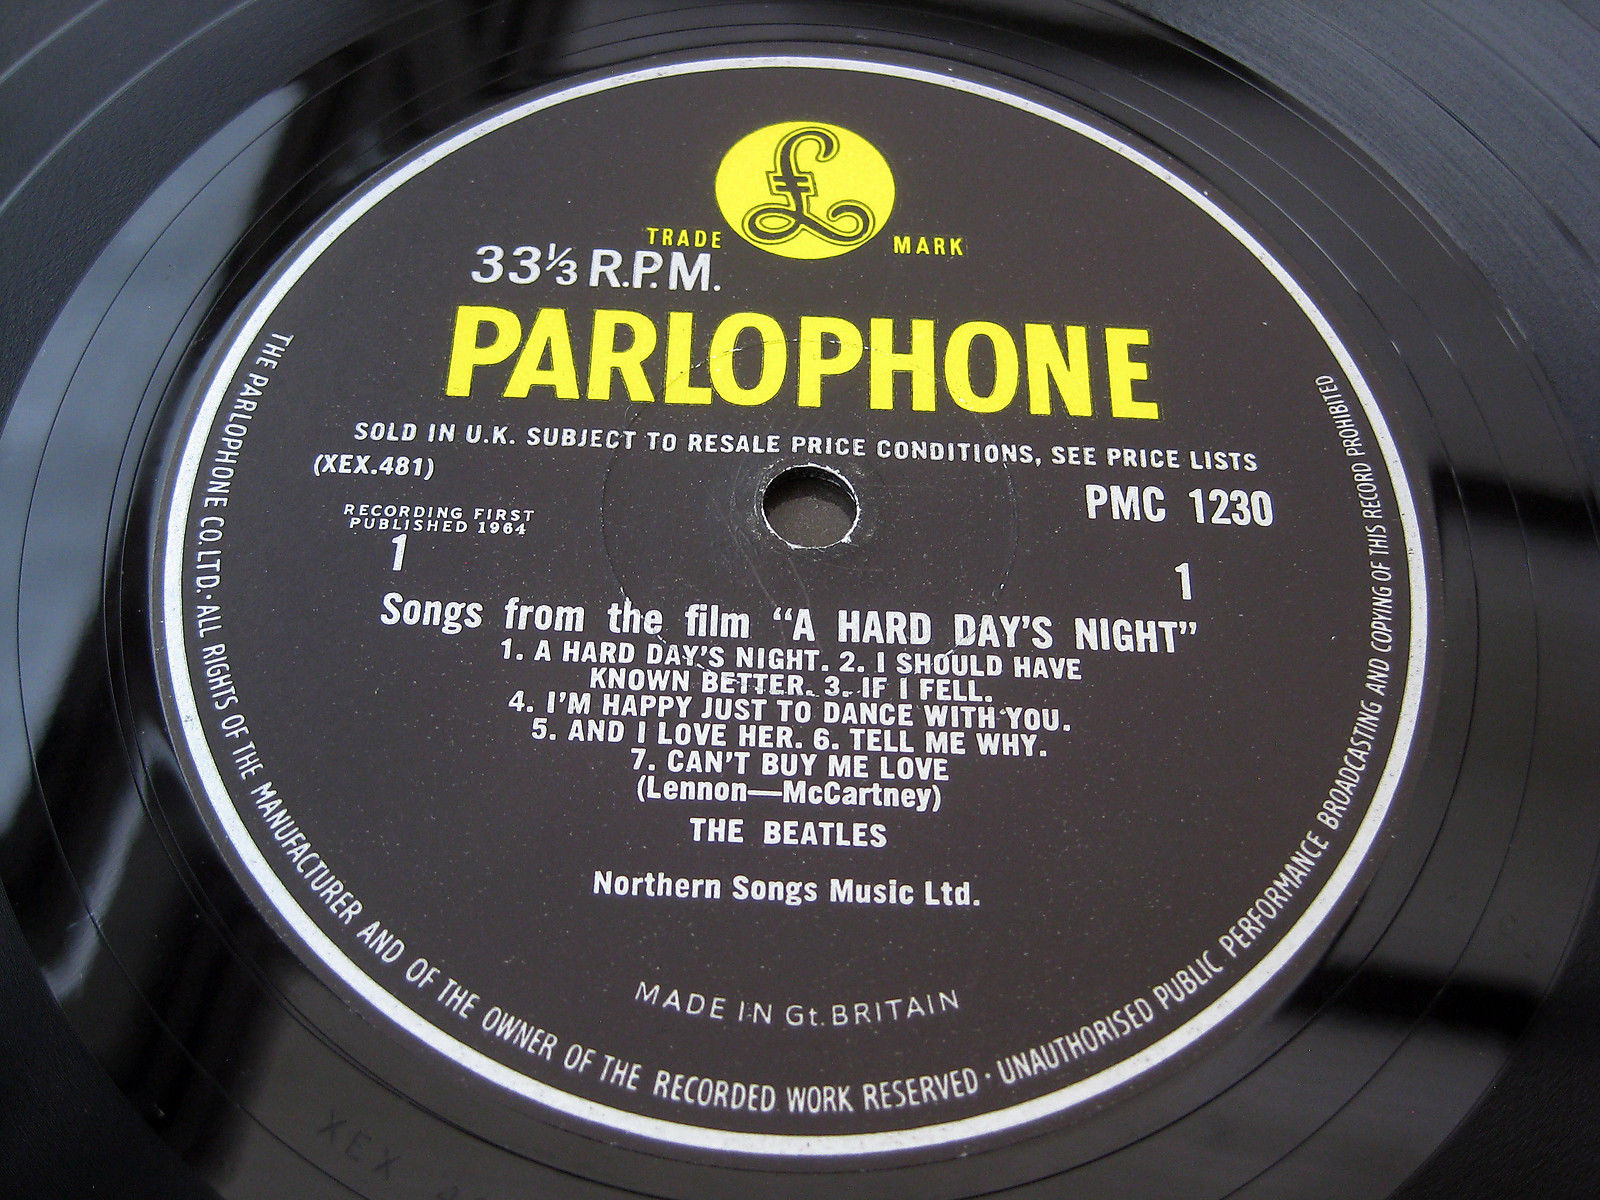 £
TRADE MARK
33⅓ R.P.M.
PARLOPHONE
SOLD IN U.K. SUBJECT TO RESALE PRICE CONDITIONS, SEE PRICE LISTS
(XEX.481)
PMC 1230
RECORDING FIRST
PUBLISHED 1964
1
1
Songs from the film "A HARD DAY'S NIGHT"
1. A HARD DAY'S NIGHT. 2. I SHOULD HAVE
KNOWN BETTER. 3. IF I FELL.
4. I'M HAPPY JUST TO DANCE WITH YOU.
5. AND I LOVE HER. 6. TELL ME WHY.
7. CAN'T BUY ME LOVE
(Lennon—McCartney)
THE BEATLES
Northern Songs Music Ltd.
MADE IN Gt. BRITAIN
THE PARLOPHONE CO. LTD. · ALL RIGHTS OF THE MANUFACTURER AND OF THE OWNER OF THE RECORDED WORK RESERVED · UNAUTHORISED PUBLIC PERFORMANCE BROADCASTING AND COPYING OF THIS RECORD PROHIBITED
XEX